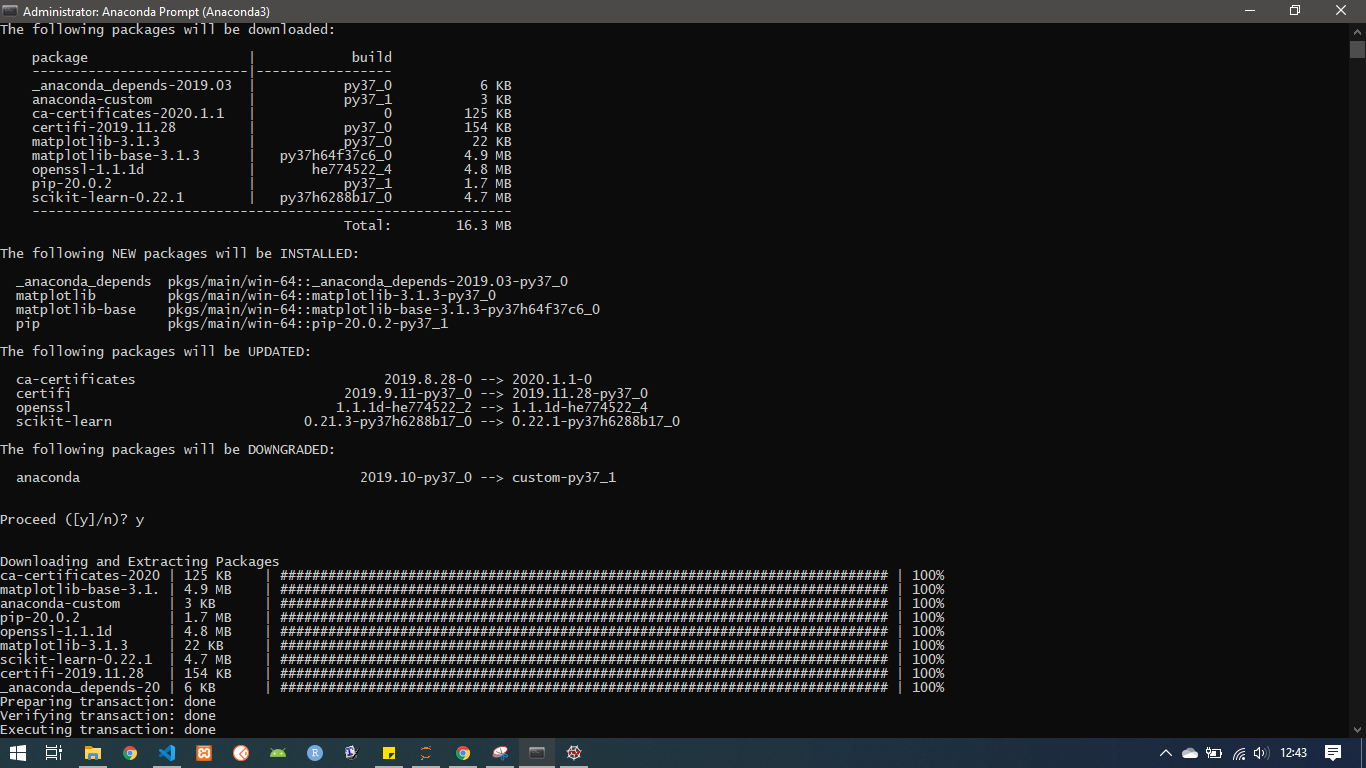 Administrator: Anaconda Prompt (Anaconda3)
The following packages will be downloaded:
    package                    |            build
    ---------------------------|-----------------
    _anaconda_depends-2019.03  |           py37_0           6 KB
    anaconda-custom            |           py37_1           3 KB
    ca-certificates-2020.1.1   |                0         125 KB
    certifi-2019.11.28         |           py37_0         154 KB
    matplotlib-3.1.3           |           py37_0          22 KB
    matplotlib-base-3.1.3      |   py37h64f37c6_0         4.9 MB
    openssl-1.1.1d             |       he774522_4         4.8 MB
    pip-20.0.2                 |           py37_1         1.7 MB
    scikit-learn-0.22.1        |   py37h6288b17_0         4.7 MB
    ------------------------------------------------------------
                                       Total:        16.3 MB
The following NEW packages will be INSTALLED:
  _anaconda_depends  pkgs/main/win-64::_anaconda_depends-2019.03-py37_0
  matplotlib         pkgs/main/win-64::matplotlib-3.1.3-py37_0
  matplotlib-base    pkgs/main/win-64::matplotlib-base-3.1.3-py37h64f37c6_0
  pip                pkgs/main/win-64::pip-20.0.2-py37_1
The following packages will be UPDATED:
  ca-certificates                               2019.8.28-0 --> 2020.1.1-0
  certifi                                  2019.9.11-py37_0 --> 2019.11.28-py37_0
  openssl                                 1.1.1d-he774522_2 --> 1.1.1d-he774522_4
  scikit-learn                        0.21.3-py37h6288b17_0 --> 0.22.1-py37h6288b17_0
The following packages will be DOWNGRADED:
  anaconda                                   2019.10-py37_0 --> custom-py37_1
Proceed ([y]/n)? y
Downloading and Extracting Packages
ca-certificates-2020 | 125 KB    | ############################################################################ | 100%
matplotlib-base-3.1. | 4.9 MB    | ############################################################################ | 100%
anaconda-custom      | 3 KB      | ############################################################################ | 100%
pip-20.0.2           | 1.7 MB    | ############################################################################ | 100%
openssl-1.1.1d       | 4.8 MB    | ############################################################################ | 100%
matplotlib-3.1.3     | 22 KB     | ############################################################################ | 100%
scikit-learn-0.22.1  | 4.7 MB    | ############################################################################ | 100%
certifi-2019.11.28   | 154 KB    | ############################################################################ | 100%
_anaconda_depends-20 | 6 KB      | ############################################################################ | 100%
Preparing transaction: done
Verifying transaction: done
Executing transaction: done
12:43